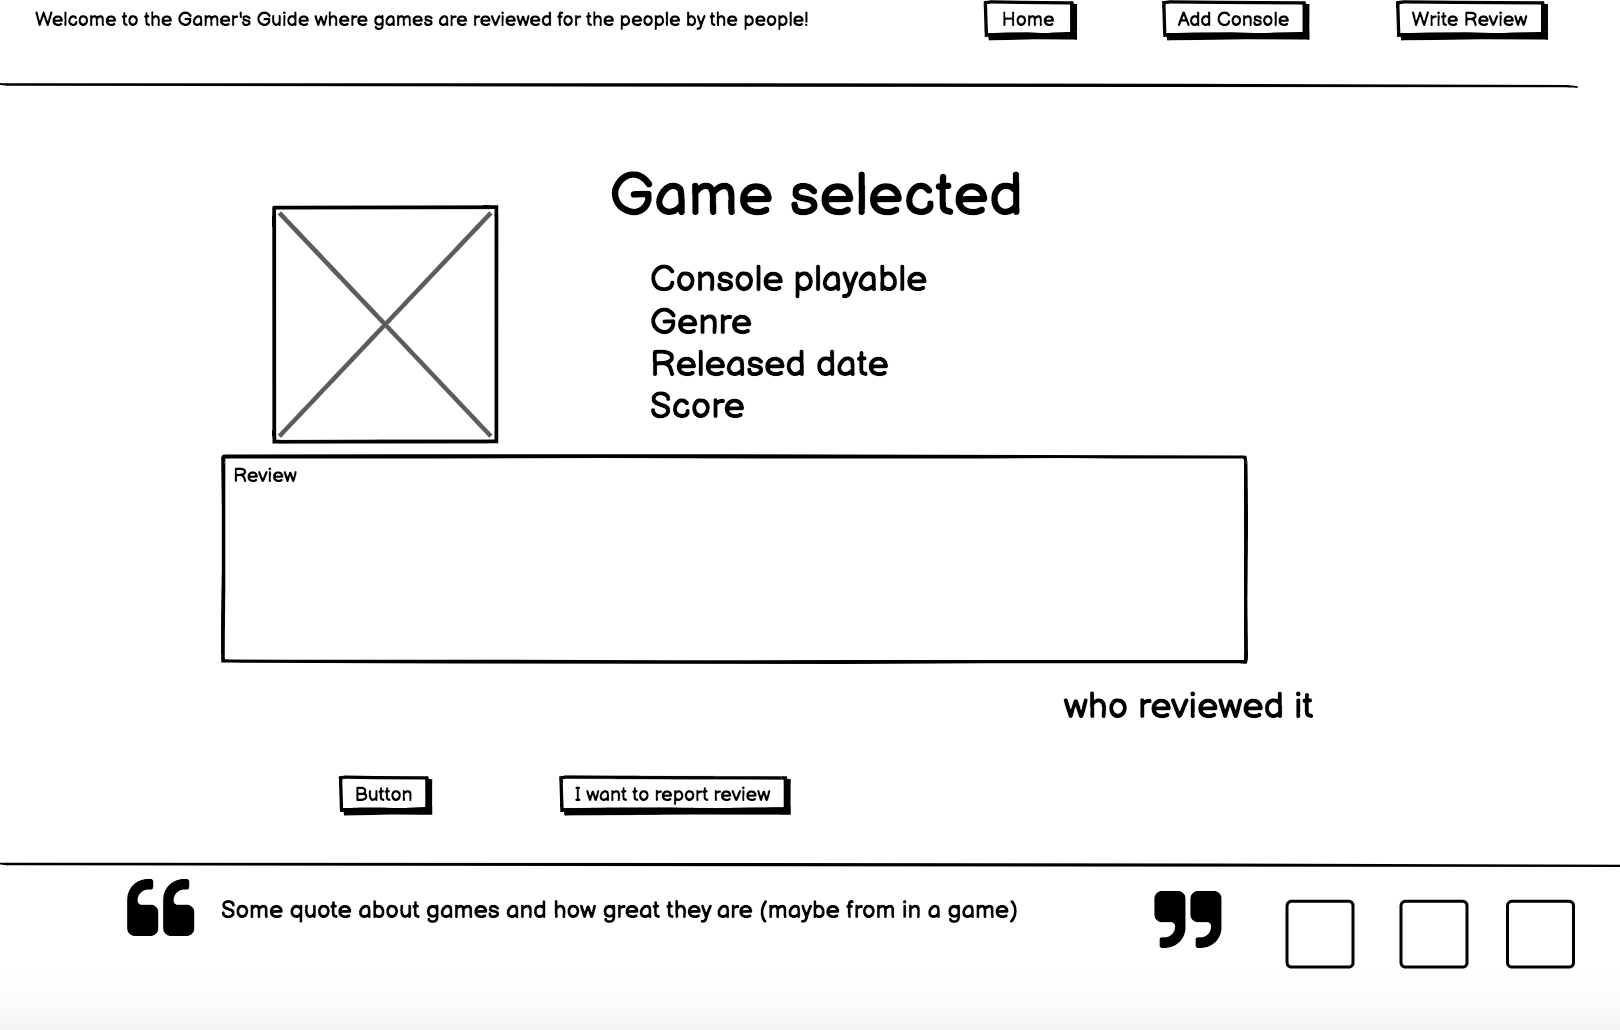 Welcome to the Gamer's Guide where games are reviewed for the people by the people!
Home
Add Console
Write Review
Game selected
Console playable
Genre
Released date
Score
Review
who reviewed it
Button
I want to report review
❝ Some quote about games and how great they are (maybe from in a game) ❞